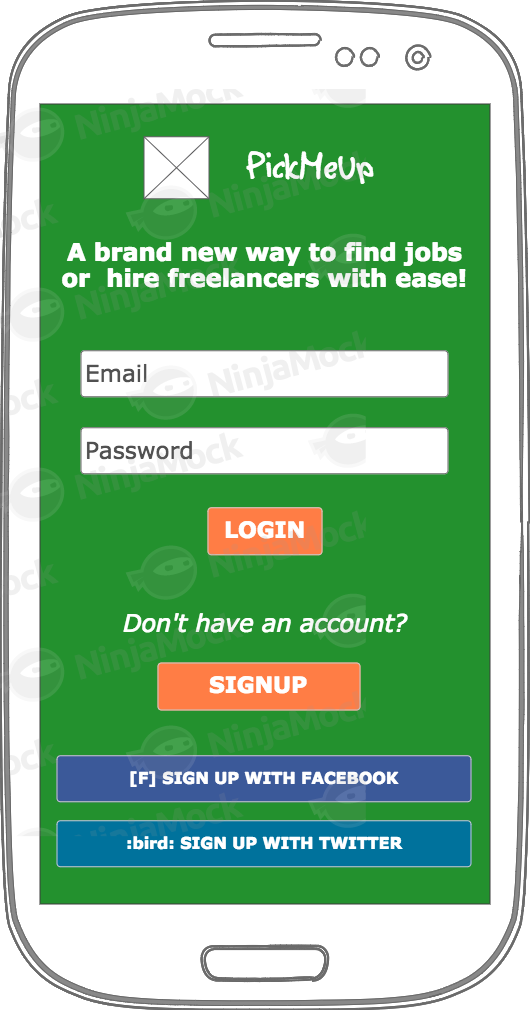 PickMeUp
A brand new way to find jobs
or hire freelancers with ease!
Email
Password
LOGIN
Don't have an account?
SIGNUP
[F] SIGN UP WITH FACEBOOK
:bird: SIGN UP WITH TWITTER
NinjaMock